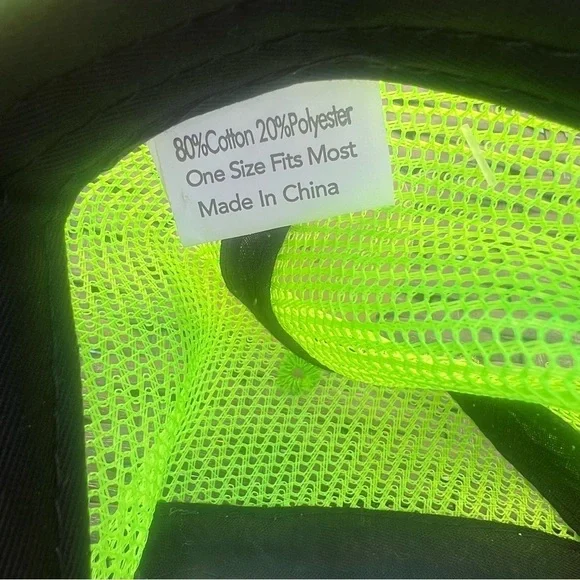 80%Cotton 20%Polyester
One Size Fits Most
Made In China